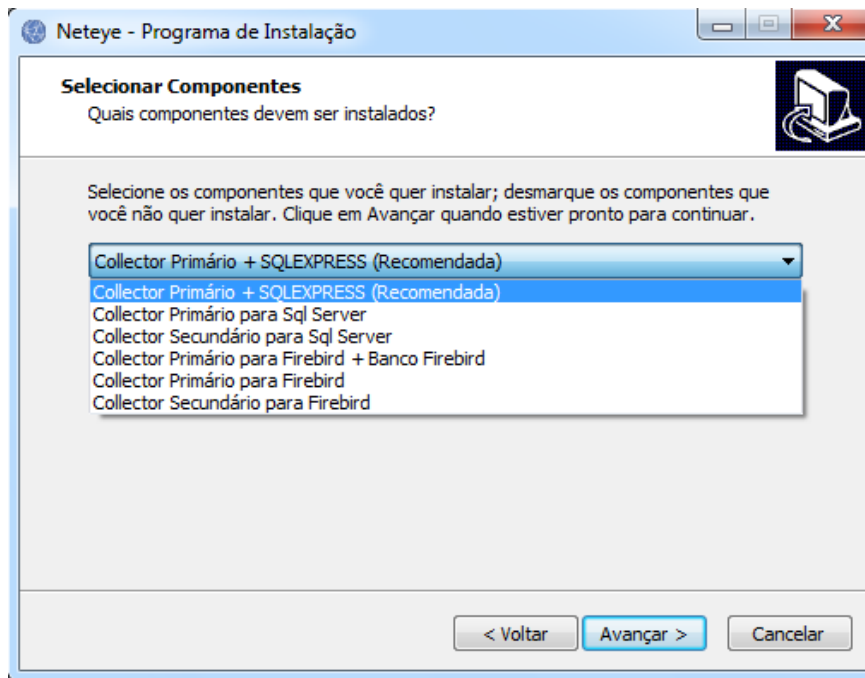 Neteye - Programa de Instalação
Selecionar Componentes
Quais componentes devem ser instalados?
Selecione os componentes que você quer instalar; desmarque os componentes que
você não quer instalar. Clique em Avançar quando estiver pronto para continuar.
Collector Primário + SQLEXPRESS (Recomendada)
Collector Primário + SQLEXPRESS (Recomendada)
Collector Primário para Sql Server
Collector Secundário para Sql Server
Collector Primário para Firebird + Banco Firebird
Collector Primário para Firebird
Collector Secundário para Firebird
< Voltar
Avançar >
Cancelar